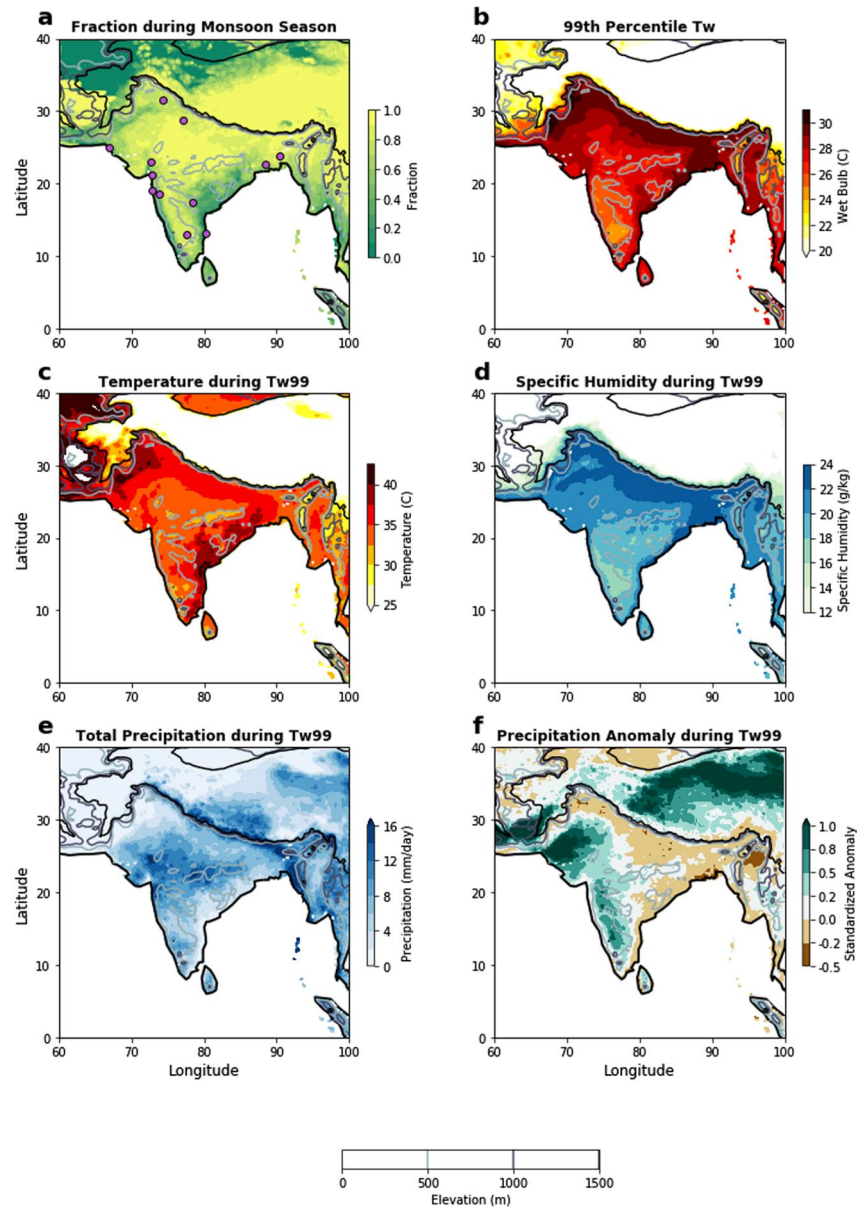 a Fraction during Monsoon Season
40
30
20
10
0
Latitude
60 70 80 90 100
1.0
0.8
0.6
0.4
0.2
0.0
Fraction
b 99th Percentile Tw
40
30
20
10
0
60 70 80 90 100
30
28
26
24
22
20
Wet Bulb (C)
c Temperature during Tw99
40
30
20
10
0
Latitude
60 70 80 90 100
40
35
30
25
Temperature (C)
d Specific Humidity during Tw99
40
30
20
10
0
60 70 80 90 100
24
22
20
18
16
14
12
Specific Humidity (g/kg)
e Total Precipitation during Tw99
40
30
20
10
0
Latitude
60 70 80 90 100
Longitude
16
12
8
4
0
Precipitation (mm/day)
f Precipitation Anomaly during Tw99
40
30
20
10
0
60 70 80 90 100
Longitude
1.0
0.8
0.5
0.2
0.0
-0.2
-0.5
Standardized Anomaly
0 500 1000 1500
Elevation (m)